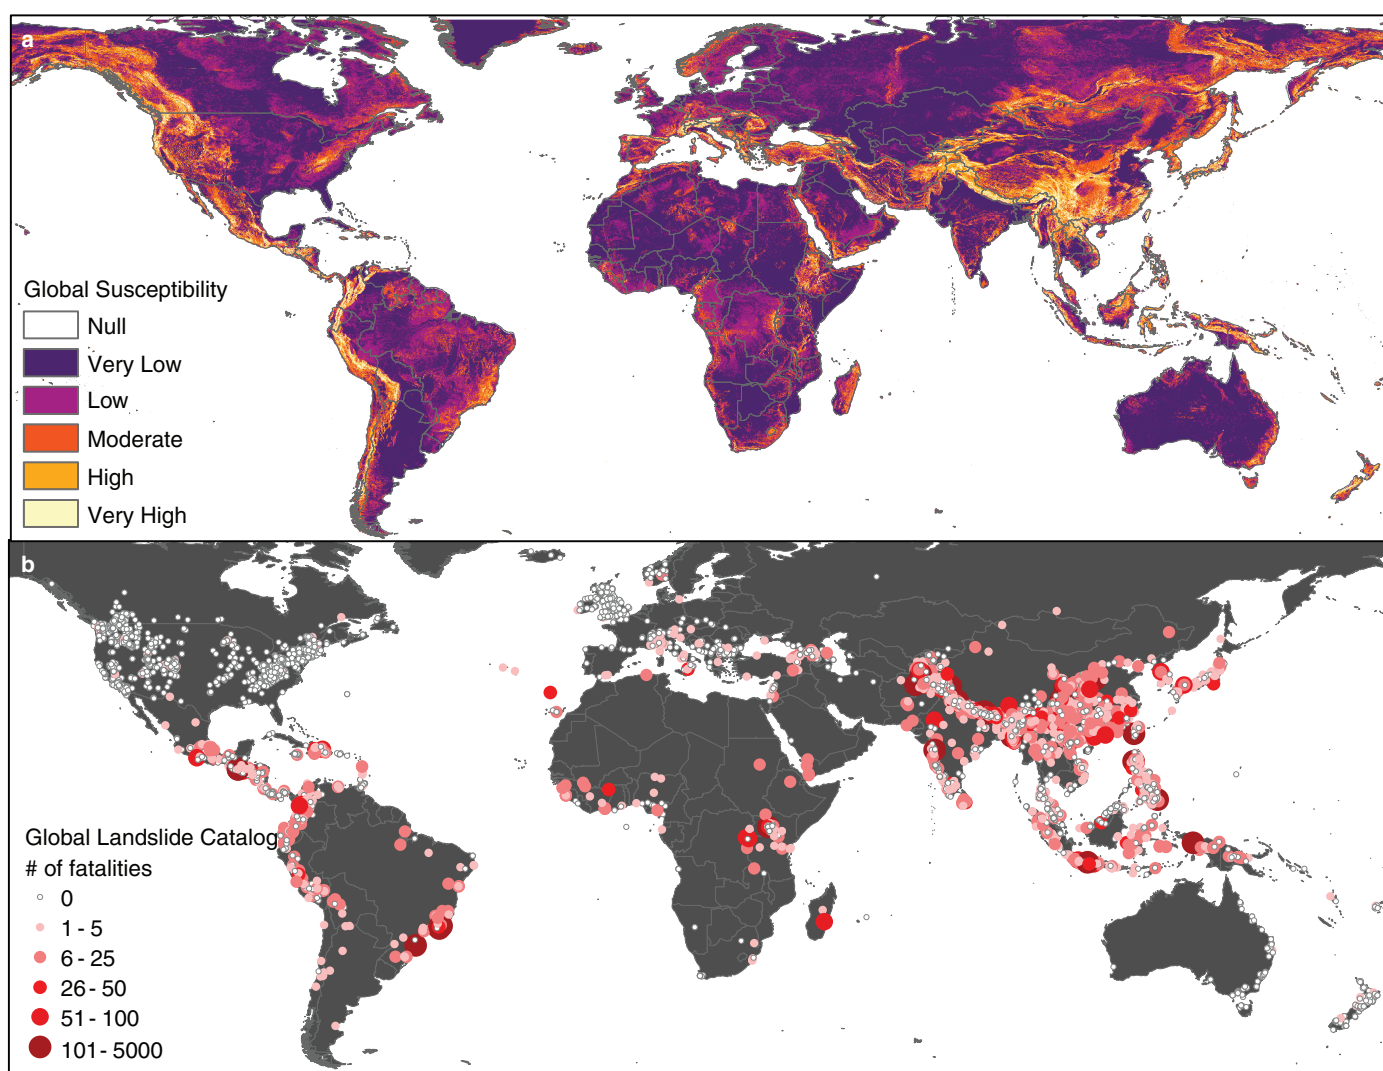 a
Global Susceptibility
Null
Very Low
Low
Moderate
High
Very High
b
Global Landslide Catalog
# of fatalities
0
1 - 5
6 - 25
26 - 50
51 - 100
101 - 5000